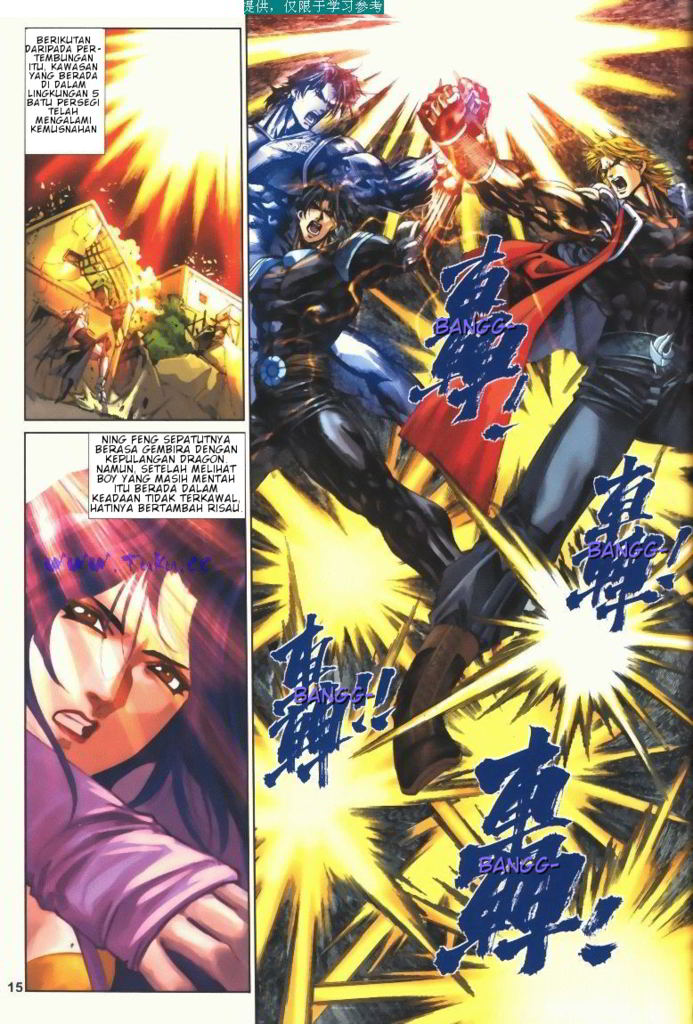 提供，仅限于学习参考
BERIKUTAN
DARIPADA PER-
TEMBUNGAN
ITU, KAWASAN
YANG BERADA
DI DALAM
LINGKUNGAN 5
BATU PERSEGI
TELAH
MENGALAMI
KEMUSNAHAN
NING FENG SEPATUTNYA
BERASA GEMBIRA DENGAN
KEPULANGAN DRAGON.
NAMUN, SETELAH MELIHAT
BOY YANG MASIH MENTAH
ITU BERADA DALAM
KEADAAN TIDAK TERKAWAL,
HATINYA BERTAMBAH RISAU.
www.Tuku.cc
轟!
BANGG-
轟!
BANGG-
轟!!
BANGG-
轟!
BANGG-
15